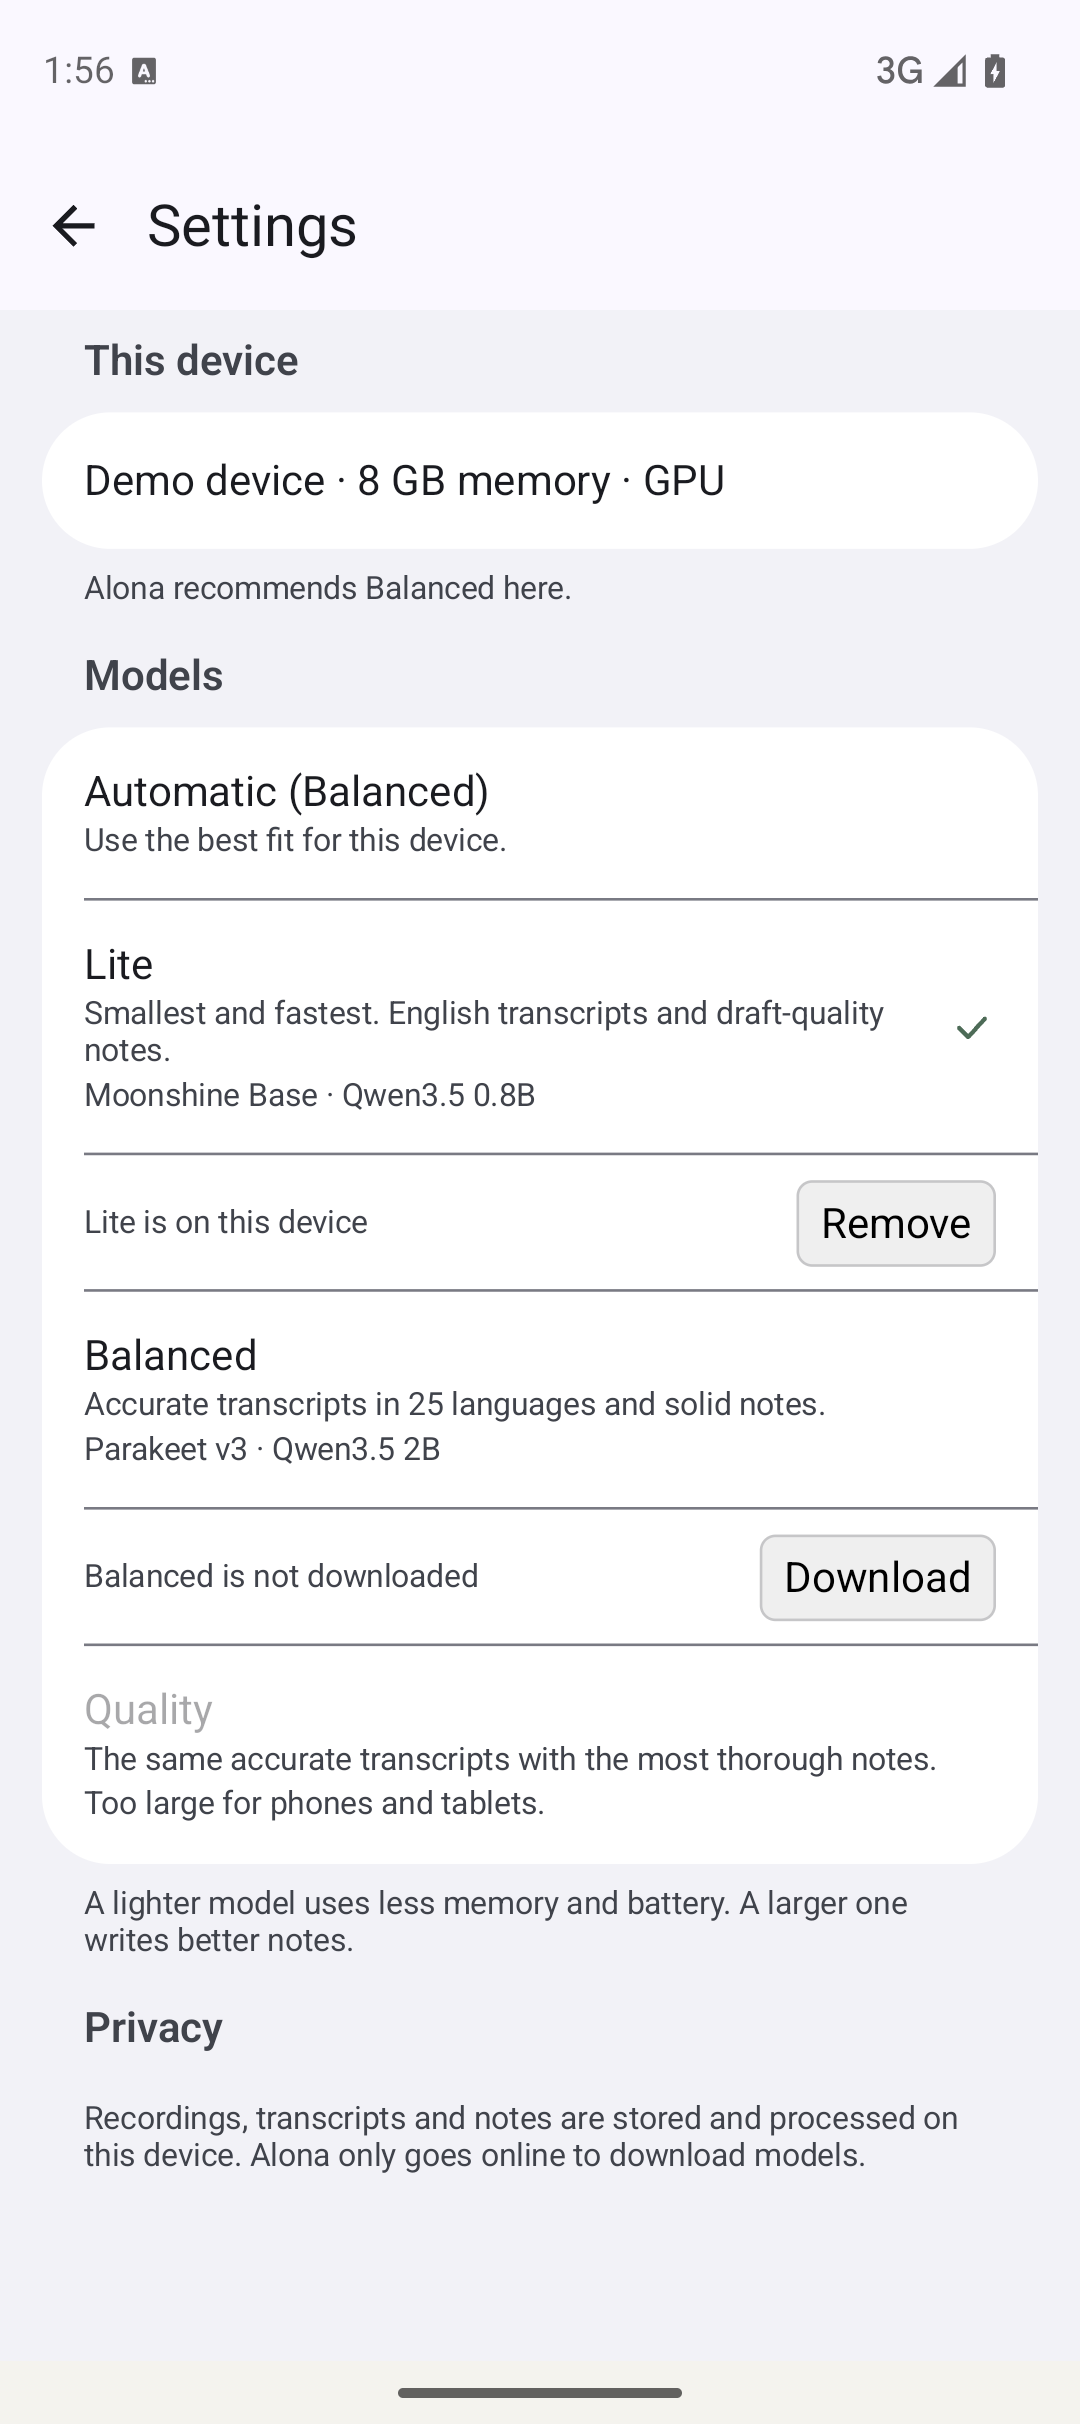 1:56
3G
Settings
This device
Demo device · 8 GB memory · GPU
Alona recommends Balanced here.
Models
Automatic (Balanced)
Use the best fit for this device.
Lite
Smallest and fastest. English transcripts and draft-quality
notes.
Moonshine Base · Qwen3.5 0.8B
Lite is on this device
Remove
Balanced
Accurate transcripts in 25 languages and solid notes.
Parakeet v3 · Qwen3.5 2B
Balanced is not downloaded
Download
Quality
The same accurate transcripts with the most thorough notes.
Too large for phones and tablets.
A lighter model uses less memory and battery. A larger one
writes better notes.
Privacy
Recordings, transcripts and notes are stored and processed on
this device. Alona only goes online to download models.